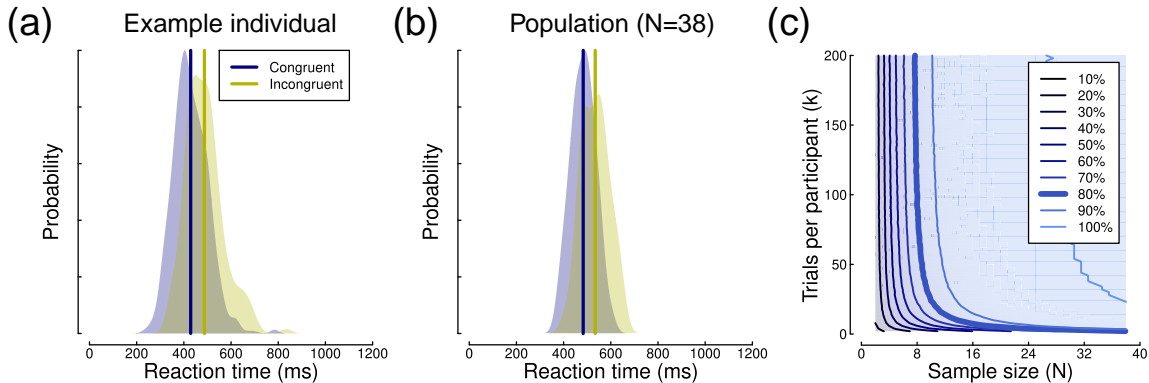 (a) Example individual
Congruent
Incongruent
Probability
0 200 400 600 800 1000 1200
Reaction time (ms)
(b) Population (N=38)
Probability
0 200 400 600 800 1000 1200
Reaction time (ms)
(c)
Trials per participant (k)
200
150
100
50
0
10%
20%
30%
40%
50%
60%
70%
80%
90%
100%
0 8 16 24 32 40
Sample size (N)